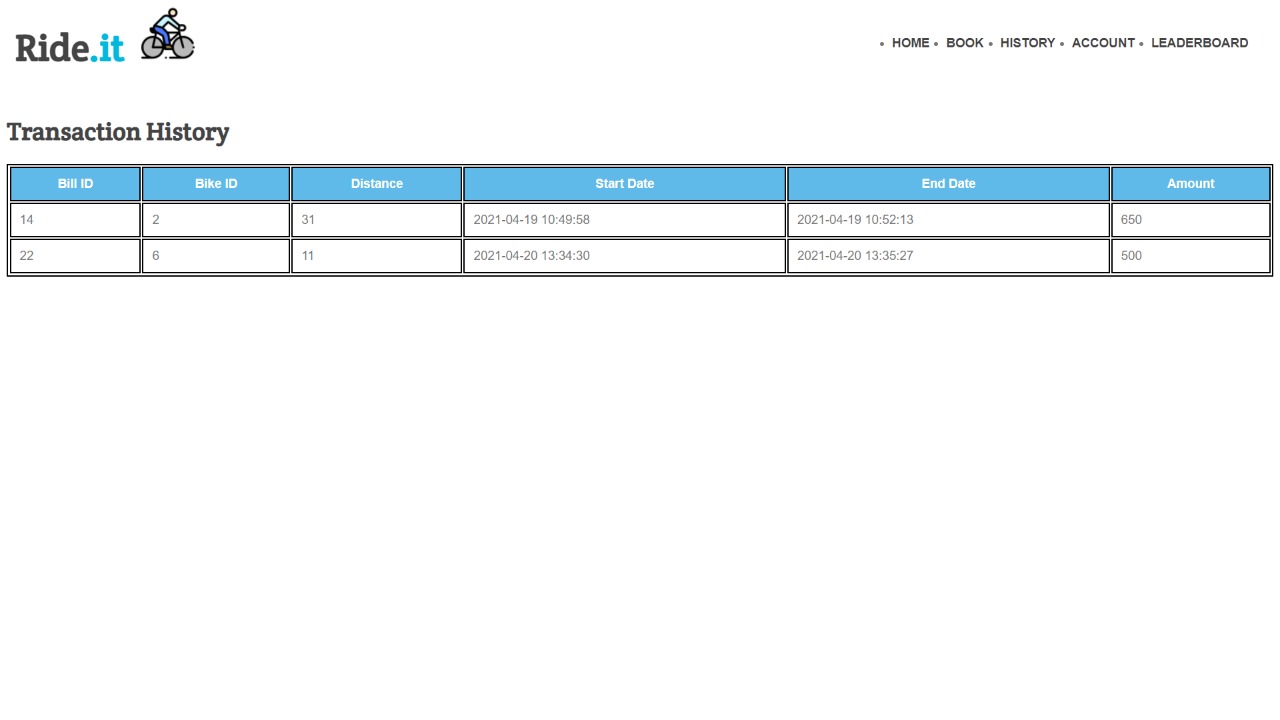 Ride.it
HOME BOOK HISTORY ACCOUNT LEADERBOARD
Transaction History
Bill ID Bike ID Distance Start Date End Date Amount
14 2 31 2021-04-19 10:49:58 2021-04-19 10:52:13 650
22 6 11 2021-04-20 13:34:30 2021-04-20 13:35:27 500